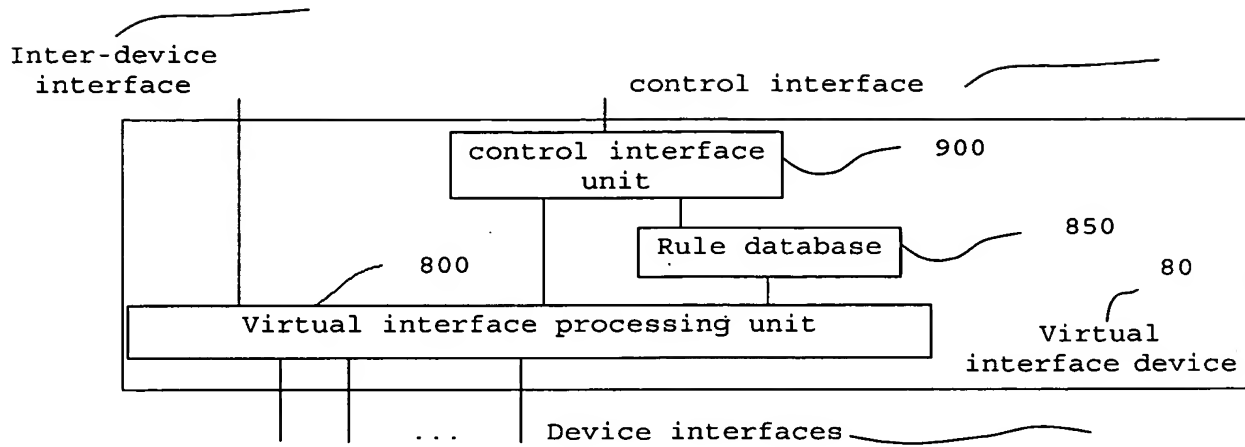 Inter-device
interface
control interface
control interface
unit
900
Rule database
850
800
80
Virtual interface processing unit
Virtual
interface device
... Device interfaces